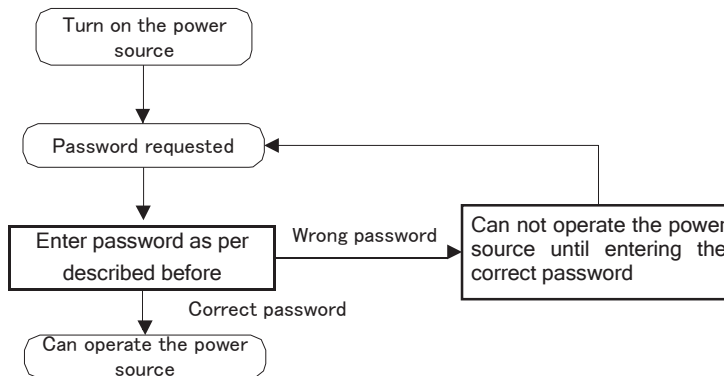 Turn on the power
source
Password requested
Enter password as per
described before
Wrong password
Can not operate the power
source until entering the
correct password
Correct password
Can operate the power
source